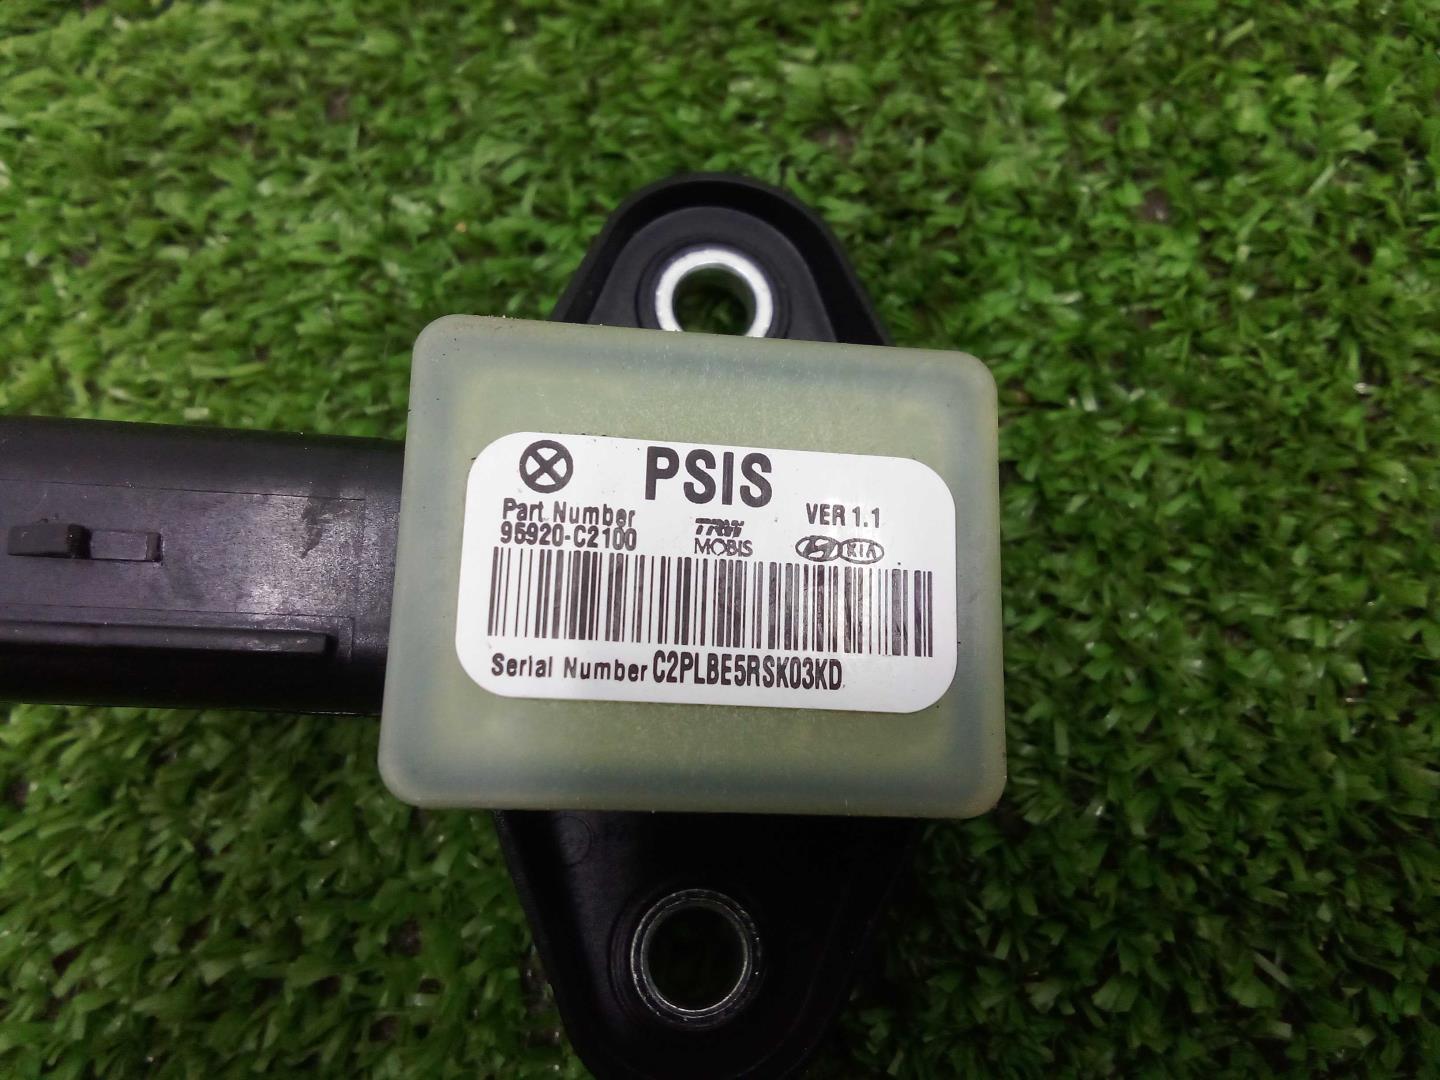 PSIS
Part Number
95920-C2100
TRW
MOBIS
VER 1.1
KIA
Serial Number C2PLBE5RSK03KD